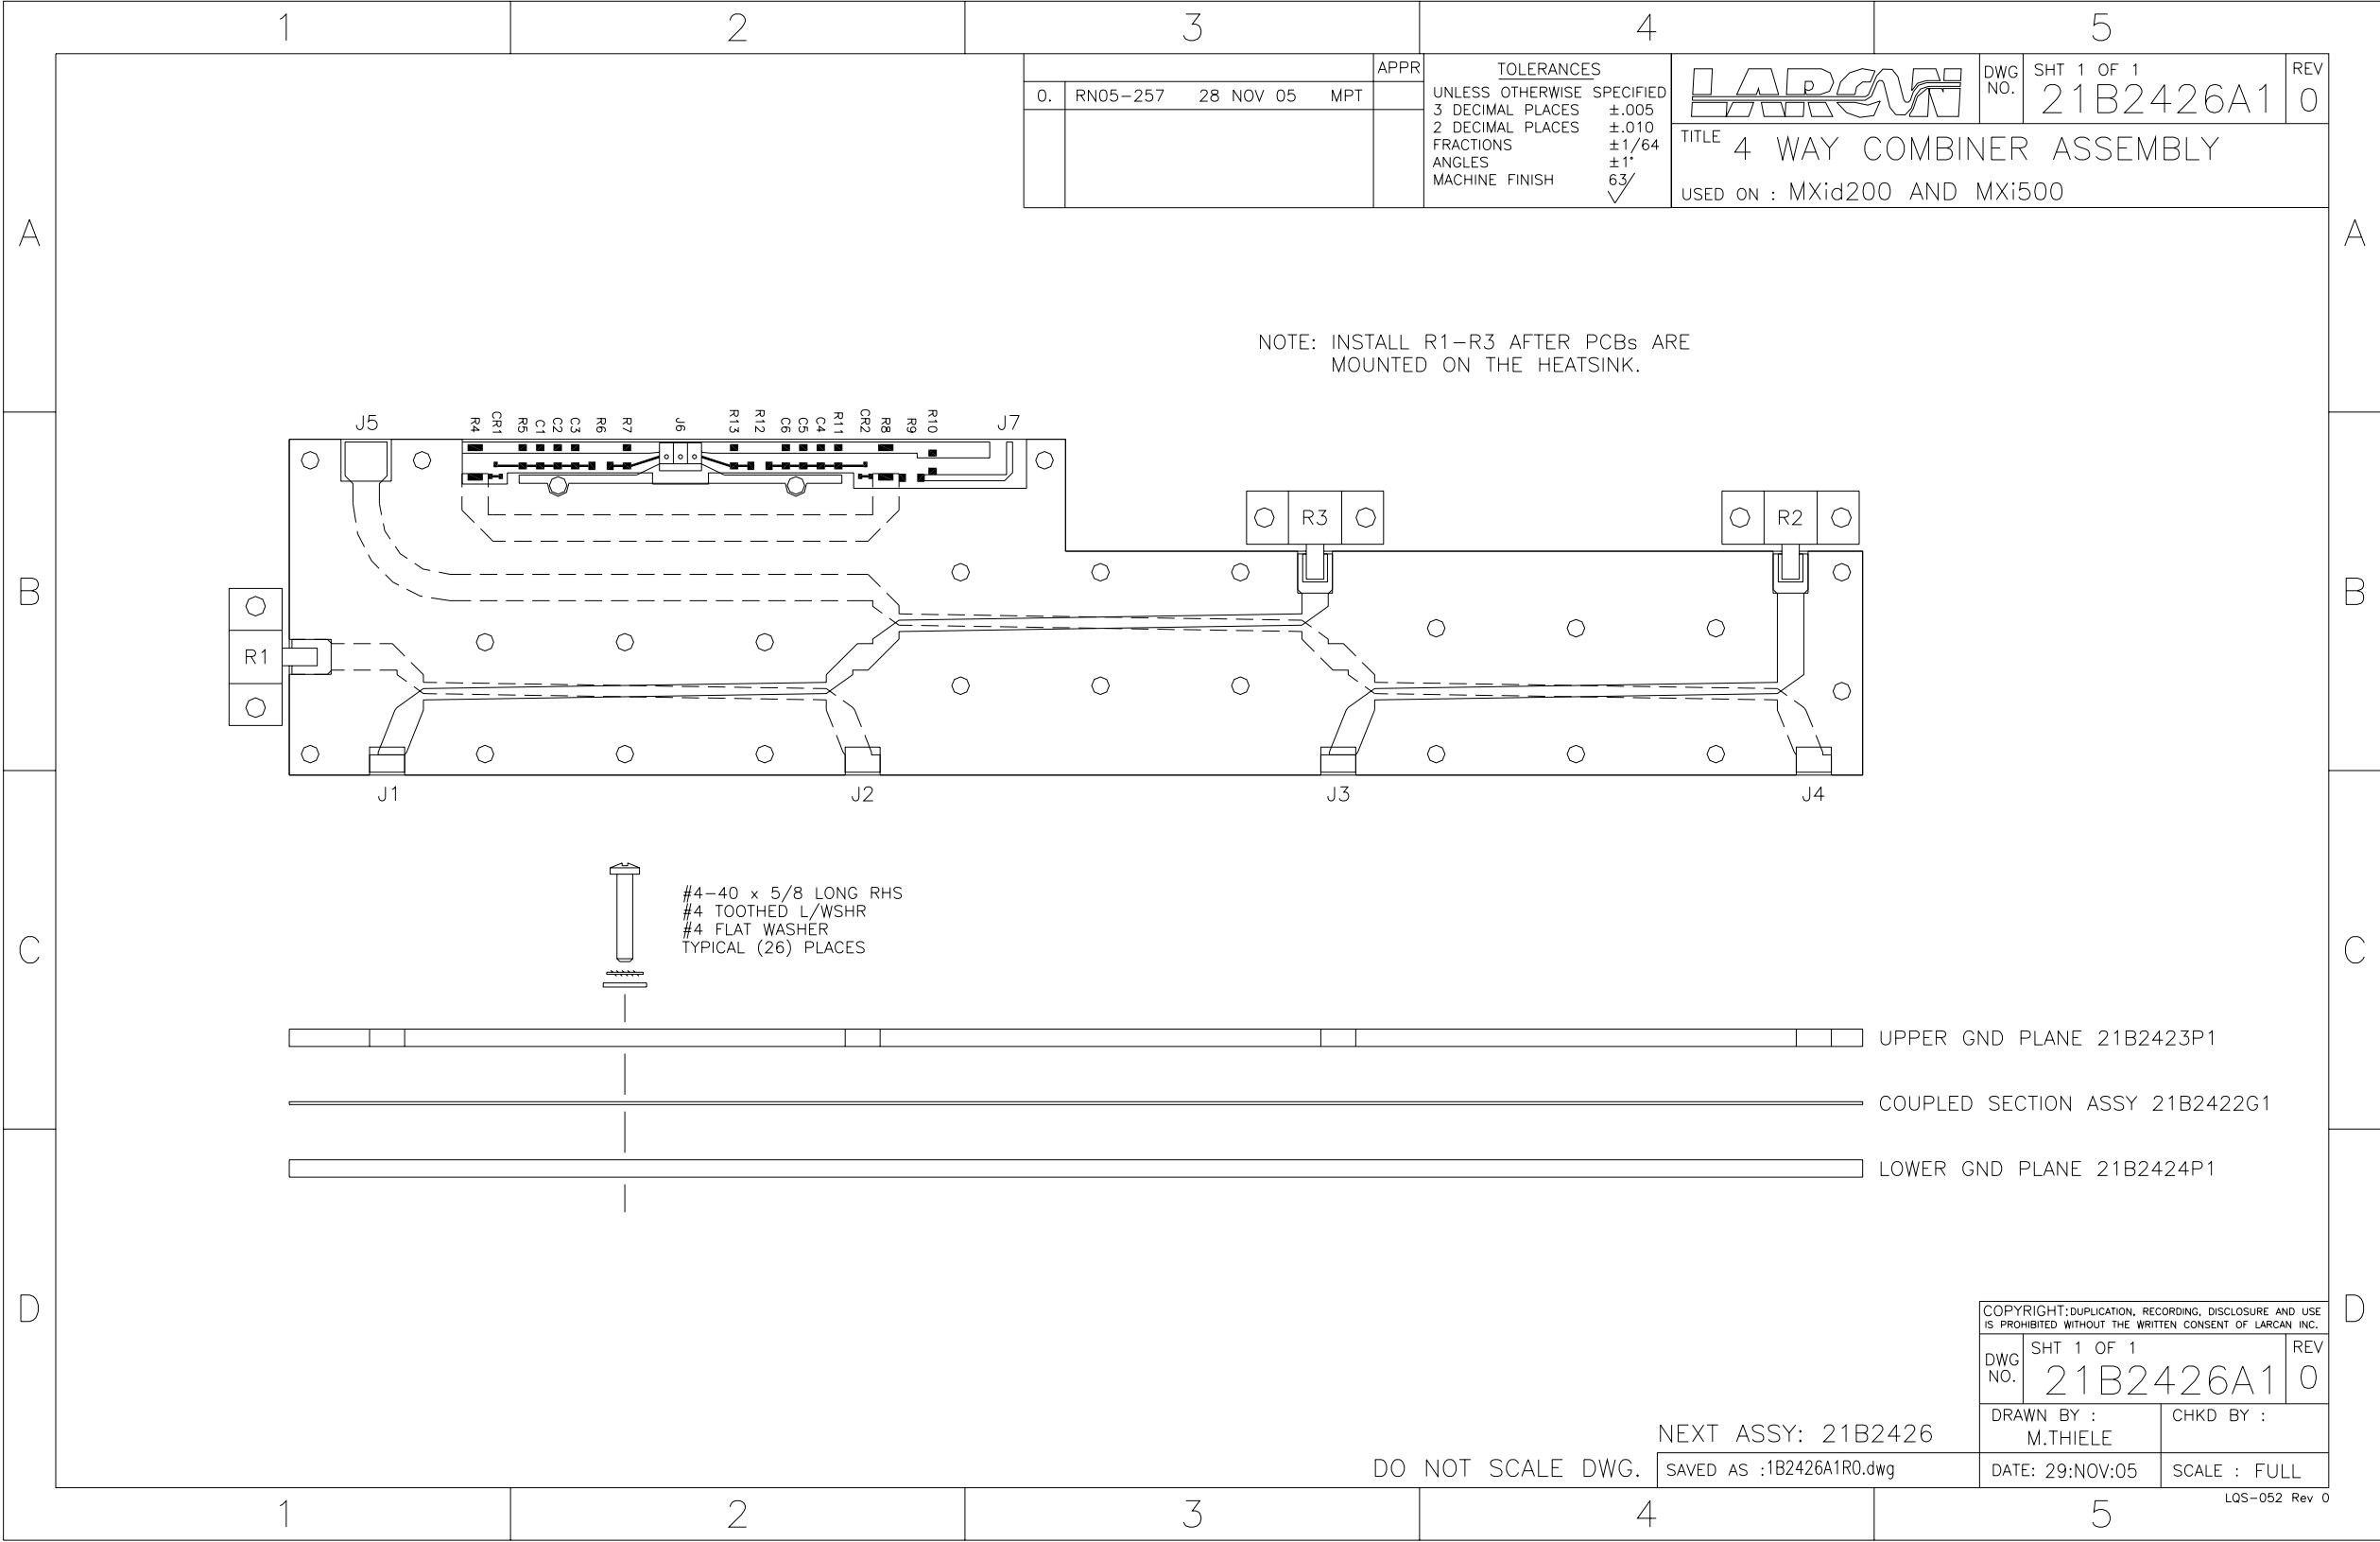 1 2 3 4 5
APPR
0. RN05-257 28 NOV 05 MPT
TOLERANCES
UNLESS OTHERWISE SPECIFIED
3 DECIMAL PLACES ±.005
2 DECIMAL PLACES ±.010
FRACTIONS ±1/64
ANGLES ±1°
MACHINE FINISH 63/
LARCAN
DWG NO.
SHT 1 OF 1
21B2426A1
REV
0
TITLE 4 WAY COMBINER ASSEMBLY
USED ON : MXid200 AND MXi500
A A
NOTE: INSTALL R1-R3 AFTER PCBs ARE
MOUNTED ON THE HEATSINK.
J5 R4 CR1 R5 C1 C2 C3 R6 R7 J6 R13 R12 C6 C5 C4 R11 CR2 R8 R9 R10 J7
R3 R2
B B
R1
J1 J2 J3 J4
#4-40 x 5/8 LONG RHS
#4 TOOTHED L/WSHR
#4 FLAT WASHER
TYPICAL (26) PLACES
C C
UPPER GND PLANE 21B2423P1
COUPLED SECTION ASSY 21B2422G1
LOWER GND PLANE 21B2424P1
D D
COPYRIGHT: DUPLICATION, RECORDING, DISCLOSURE AND USE
IS PROHIBITED WITHOUT THE WRITTEN CONSENT OF LARCAN INC.
DWG NO.
SHT 1 OF 1
21B2426A1
REV
0
DRAWN BY :
M.THIELE
CHKD BY :
NEXT ASSY: 21B2426
DO NOT SCALE DWG.
SAVED AS :1B2426A1R0.dwg
DATE: 29:NOV:05
SCALE : FULL
LQS-052 Rev 0
1 2 3 4 5